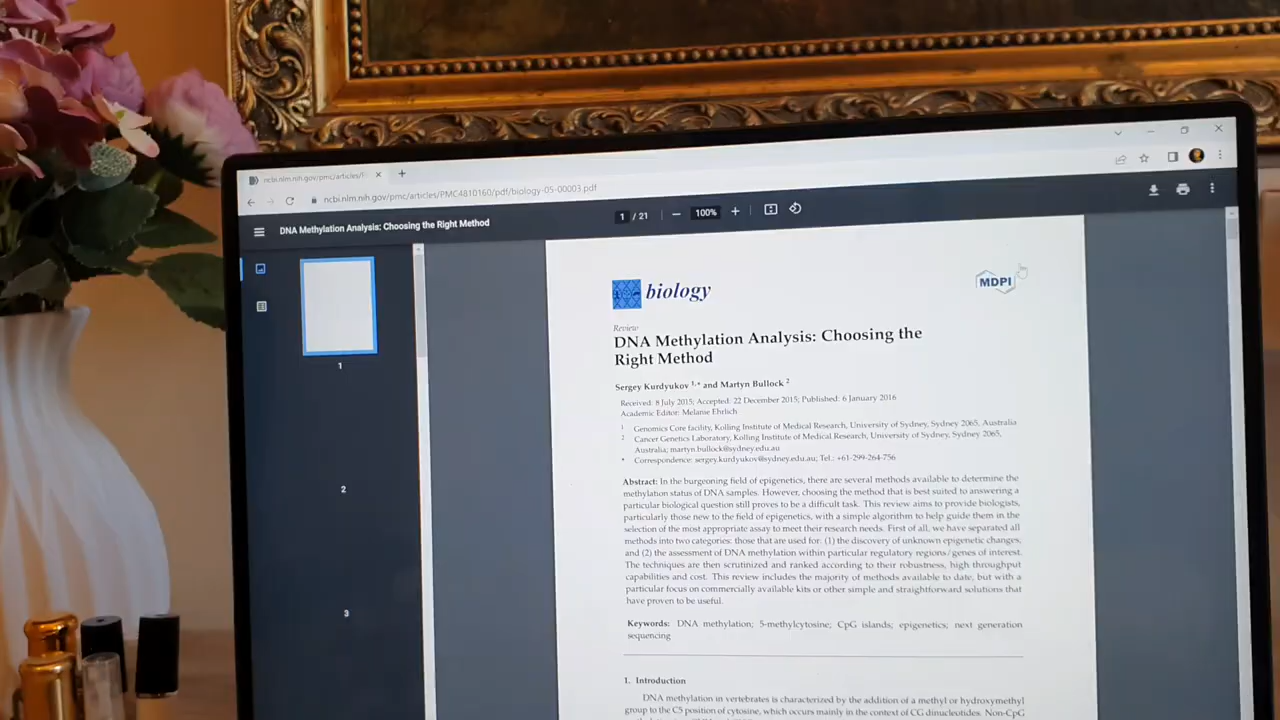 ncbi.nlm.nih.gov/pmc/articles/
ncbi.nlm.nih.gov/pmc/articles/PMC4810160/pdf/biology-05-00003.pdf
DNA Methylation Analysis: Choosing the Right Method
1 / 21
100%
1
2
3
biology
MDPI
Review
DNA Methylation Analysis: Choosing the
Right Method
Sergey Kurdyukov 1,* and Martyn Bullock 2
Received: 8 July 2015; Accepted: 22 December 2015; Published: 6 January 2016
Academic Editor: Melanie Ehrlich
1 Genomics Core facility, Kolling Institute of Medical Research, University of Sydney, Sydney 2065, Australia
2 Cancer Genetics Laboratory, Kolling Institute of Medical Research, University of Sydney, Sydney 2065,
Australia; martyn.bullock@sydney.edu.au
* Correspondence: sergey.kurdyukov@sydney.edu.au; Tel.: +61-299-264-756
Abstract: In the burgeoning field of epigenetics, there are several methods available to determine the
methylation status of DNA samples. However, choosing the method that is best suited to answering a
particular biological question still proves to be a difficult task. This review aims to provide biologists,
particularly those new to the field of epigenetics, with a simple algorithm to help guide them in the
selection of the most appropriate assay to meet their research needs. First of all, we have separated all
methods into two categories: those that are used for: (1) the discovery of unknown epigenetic changes;
and (2) the assessment of DNA methylation within particular regulatory regions/genes of interest.
The techniques are then scrutinized and ranked according to their robustness, high throughput
capabilities and cost. This review includes the majority of methods available to date, but with a
particular focus on commercially available kits or other simple and straightforward solutions that
have proven to be useful.
Keywords: DNA methylation; 5-methylcytosine; CpG islands; epigenetics; next generation
sequencing
1. Introduction
DNA methylation in vertebrates is characterized by the addition of a methyl or hydroxymethyl
group to the C5 position of cytosine, which occurs mainly in the context of CG dinucleotides. Non-CpG